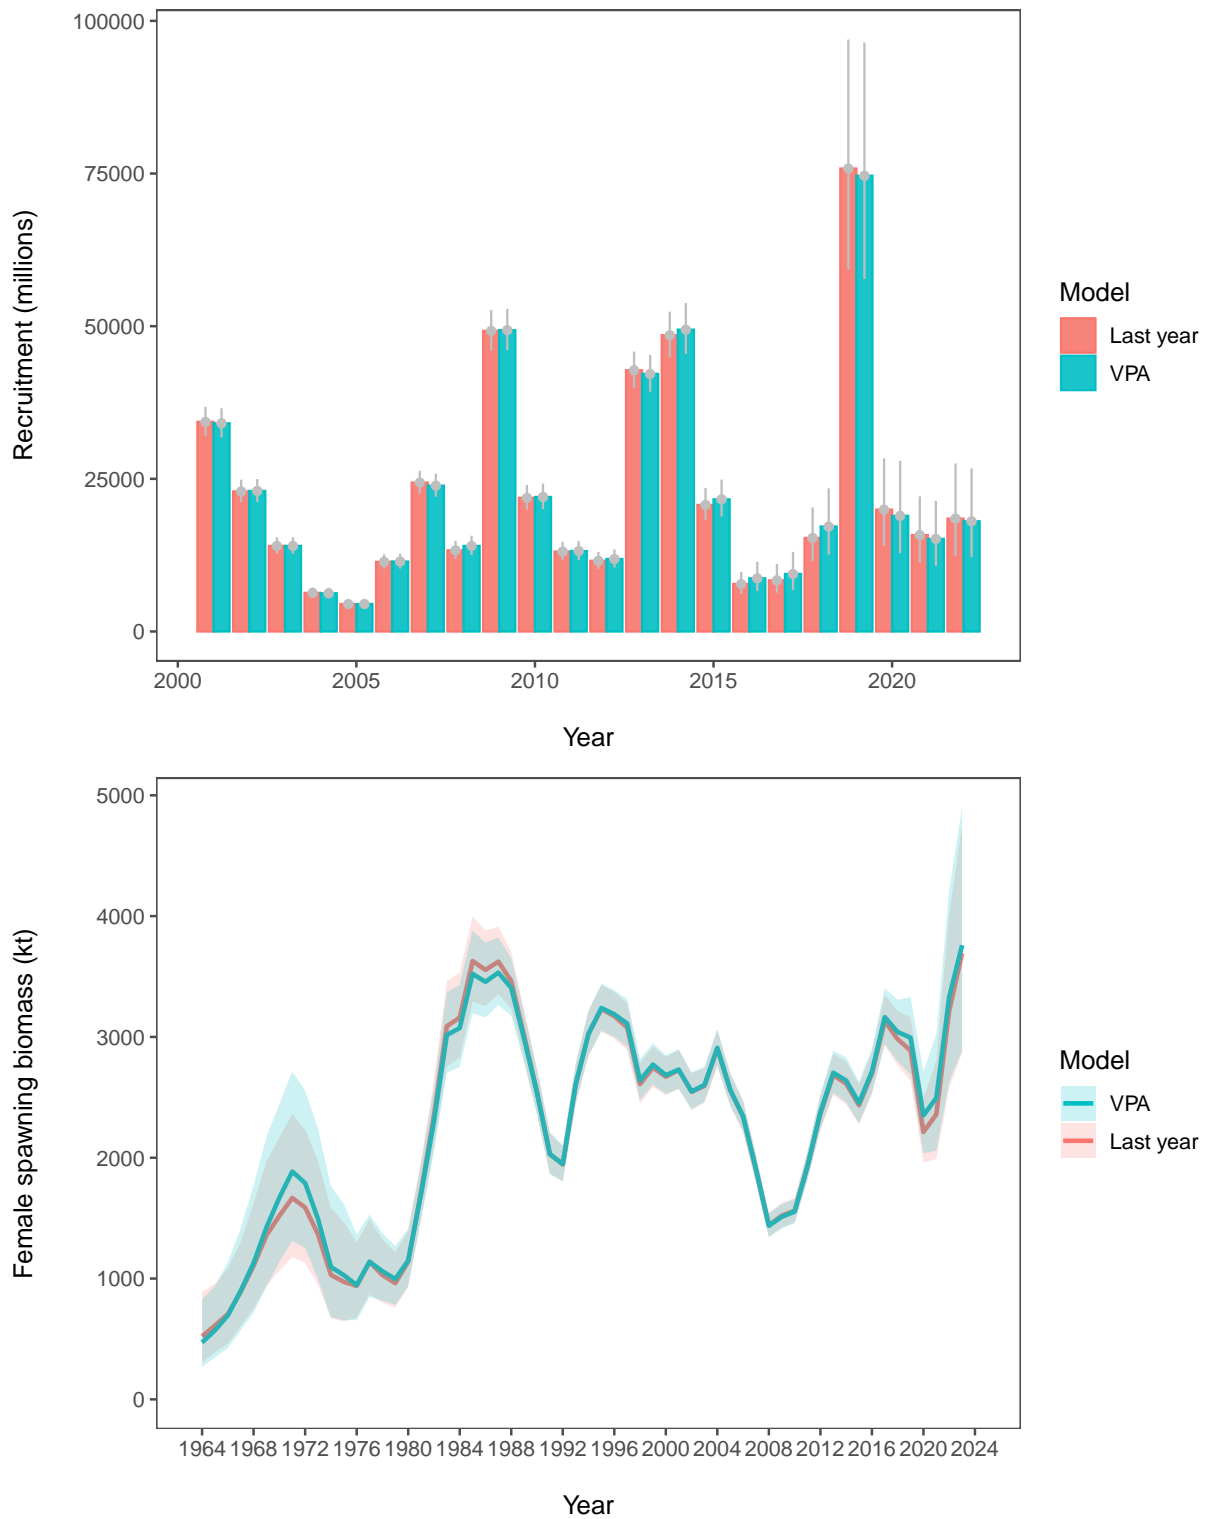 100000
75000
50000
25000
0
Recruitment (millions)
2000 2005 2010 2015 2020
Year
Model
Last year
VPA
5000
4000
3000
2000
1000
0
Female spawning biomass (kt)
1964 1968 1972 1976 1980 1984 1988 1992 1996 2000 2004 2008 2012 2016 2020 2024
Year
Model
VPA
Last year